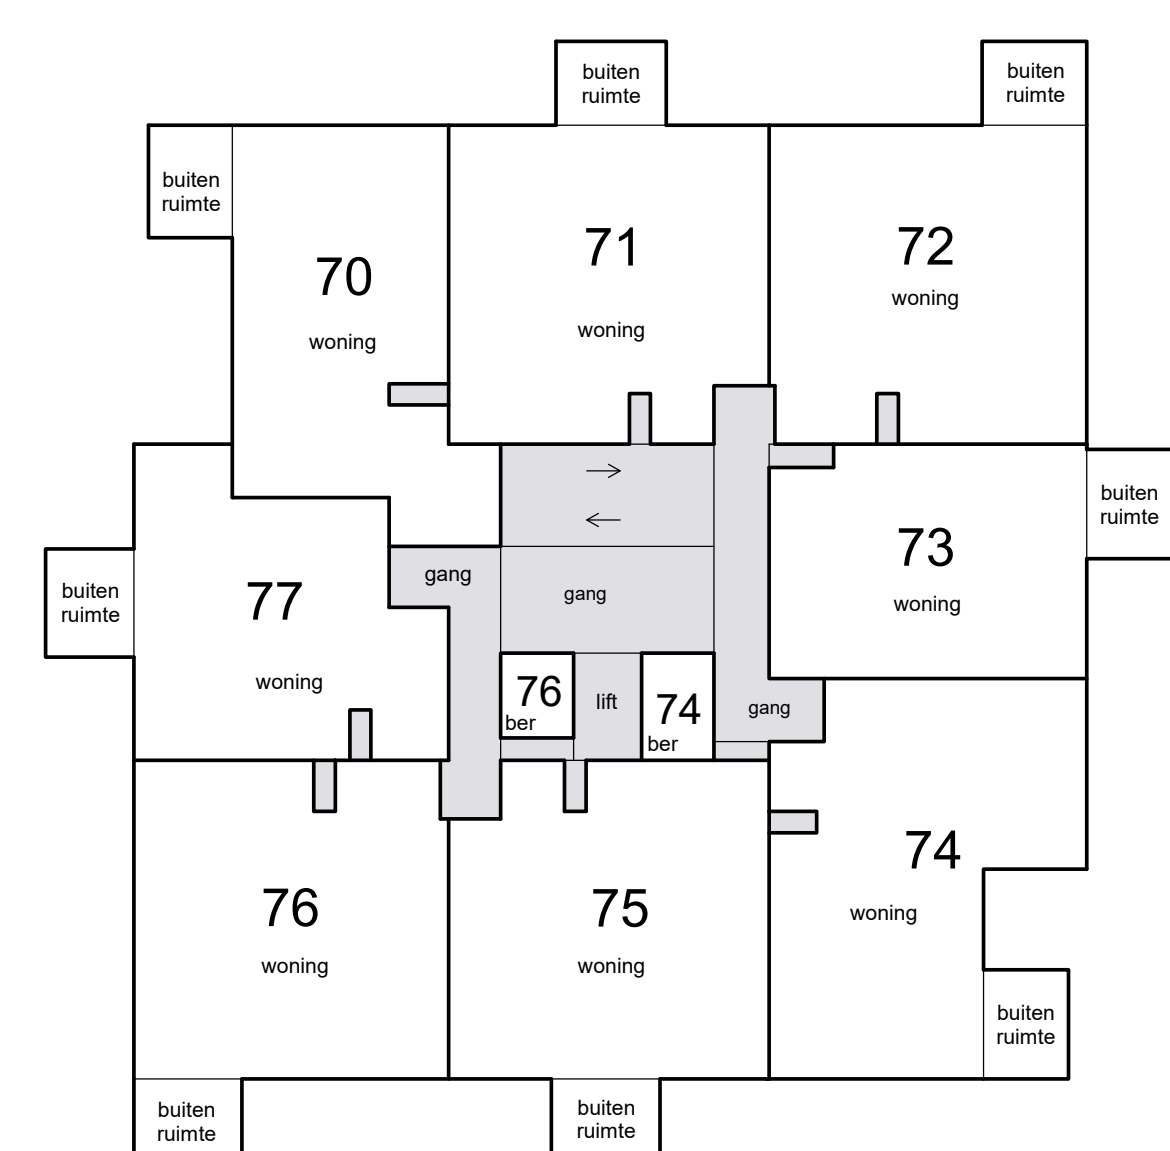 buiten
ruimte
buiten
ruimte
buiten
ruimte
70
woning
71
woning
72
woning
gang
gang
73
woning
buiten
ruimte
buiten
ruimte
77
woning
76
ber
lift
74
ber
gang
76
woning
75
woning
74
woning
buiten
ruimte
buiten
ruimte
buiten
ruimte